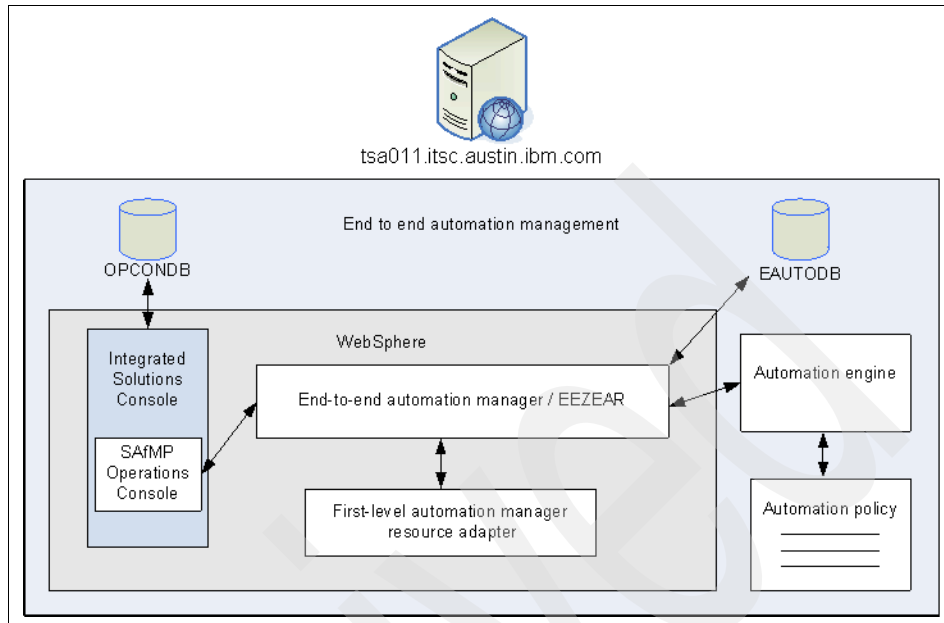 tsa011.itsc.austin.ibm.com
End to end automation management
OPCONDB
EAUTODB
WebSphere
Integrated
Solutions
Console
SAfMP
Operations
Console
End-to-end automation manager / EEZEAR
First-level automation manager
resource adapter
Automation engine
Automation policy